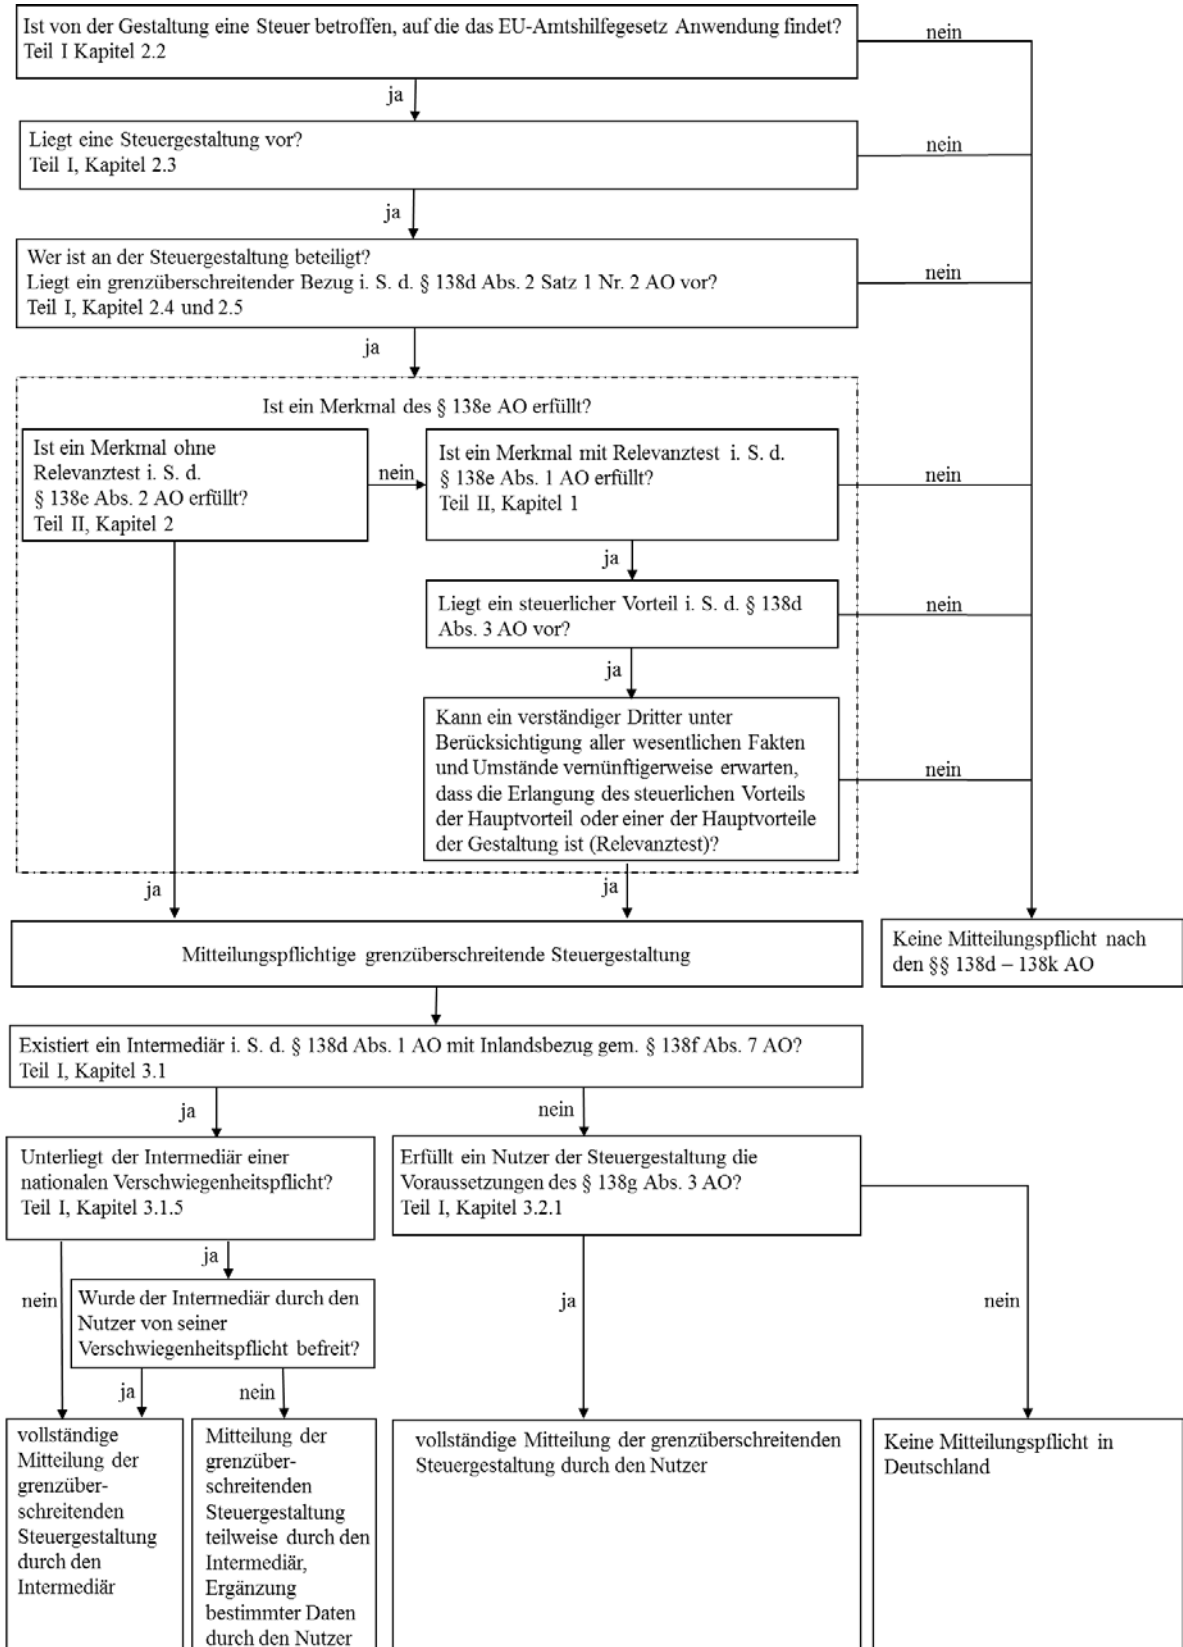 Ist von der Gestaltung eine Steuer betroffen, auf die das EU-Amtshilfegesetz Anwendung findet?
Teil I Kapitel 2.2
nein
ja
Liegt eine Steuergestaltung vor?
Teil I, Kapitel 2.3
nein
ja
Wer ist an der Steuergestaltung beteiligt?
Liegt ein grenzüberschreitender Bezug i. S. d. § 138d Abs. 2 Satz 1 Nr. 2 AO vor?
Teil I, Kapitel 2.4 und 2.5
nein
ja
Ist ein Merkmal des § 138e AO erfüllt?
Ist ein Merkmal ohne
Relevanztest i. S. d.
§ 138e Abs. 2 AO erfüllt?
Teil II, Kapitel 2
nein
Ist ein Merkmal mit Relevanztest i. S. d.
§ 138e Abs. 1 AO erfüllt?
Teil II, Kapitel 1
nein
ja
Liegt ein steuerlicher Vorteil i. S. d. § 138d
Abs. 3 AO vor?
nein
ja
Kann ein verständiger Dritter unter
Berücksichtigung aller wesentlichen Fakten
und Umstände vernünftigerweise erwarten,
dass die Erlangung des steuerlichen Vorteils
der Hauptvorteil oder einer der Hauptvorteile
der Gestaltung ist (Relevanztest)?
nein
ja
ja
Mitteilungspflichtige grenzüberschreitende Steuergestaltung
Keine Mitteilungspflicht nach
den §§ 138d – 138k AO
Existiert ein Intermediär i. S. d. § 138d Abs. 1 AO mit Inlandsbezug gem. § 138f Abs. 7 AO?
Teil I, Kapitel 3.1
ja
nein
Unterliegt der Intermediär einer
nationalen Verschwiegenheitspflicht?
Teil I, Kapitel 3.1.5
Erfüllt ein Nutzer der Steuergestaltung die
Voraussetzungen des § 138g Abs. 3 AO?
Teil I, Kapitel 3.2.1
ja
nein
Wurde der Intermediär durch den
Nutzer von seiner
Verschwiegenheitspflicht befreit?
ja
nein
ja
nein
vollständige
Mitteilung der
grenzüber-
schreitenden
Steuergestaltung
durch den
Intermediär
Mitteilung der
grenzüber-
schreitenden
Steuergestaltung
teilweise durch den
Intermediär,
Ergänzung
bestimmter Daten
durch den Nutzer
vollständige Mitteilung der grenzüberschreitenden
Steuergestaltung durch den Nutzer
Keine Mitteilungspflicht in
Deutschland